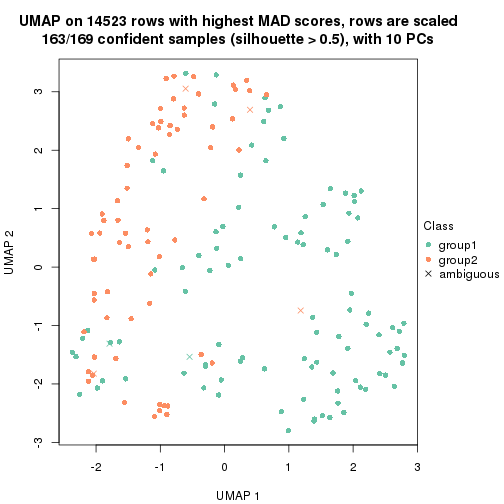 UMAP on 14523 rows with highest MAD scores, rows are scaled
163/169 confident samples (silhouette > 0.5), with 10 PCs
3
2
1
0
-1
-2
-3
UMAP 2
-2
-1
0
1
2
3
UMAP 1
Class
group1
group2
ambiguous